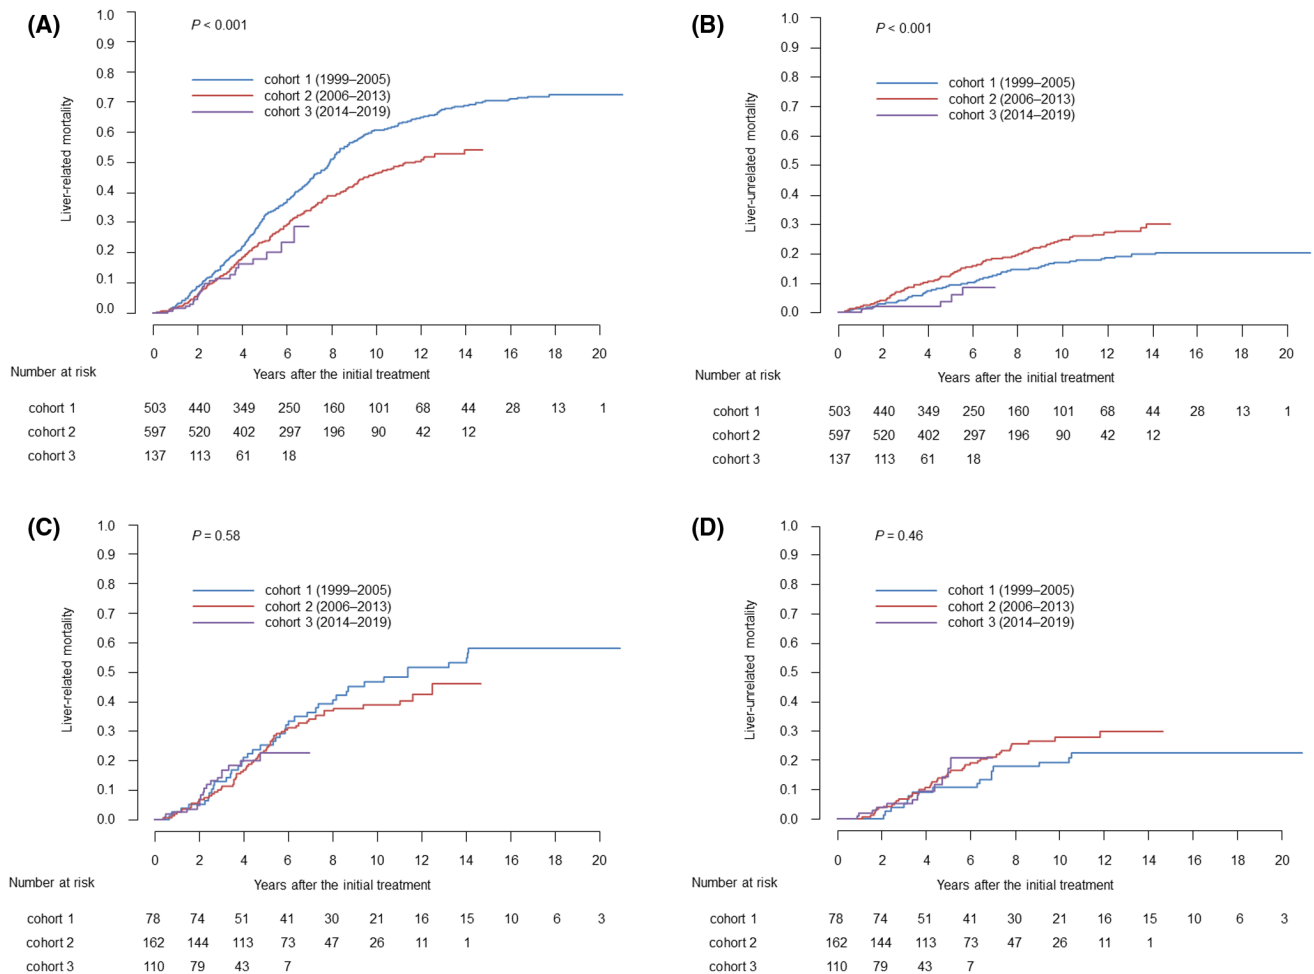 (A)
P < 0.001
cohort 1 (1999–2005)
cohort 2 (2006–2013)
cohort 3 (2014–2019)
Liver-related mortality
1.0
0.9
0.8
0.7
0.6
0.5
0.4
0.3
0.2
0.1
0.0
0 2 4 6 8 10 12 14 16 18 20
Number at risk
Years after the initial treatment
cohort 1 503 440 349 250 160 101 68 44 28 13 1
cohort 2 597 520 402 297 196 90 42 12
cohort 3 137 113 61 18
(B)
P < 0.001
cohort 1 (1999–2005)
cohort 2 (2006–2013)
cohort 3 (2014–2019)
Liver-unrelated mortality
1.0
0.9
0.8
0.7
0.6
0.5
0.4
0.3
0.2
0.1
0.0
0 2 4 6 8 10 12 14 16 18 20
Number at risk
Years after the initial treatment
cohort 1 503 440 349 250 160 101 68 44 28 13 1
cohort 2 597 520 402 297 196 90 42 12
cohort 3 137 113 61 18
(C)
P = 0.58
cohort 1 (1999–2005)
cohort 2 (2006–2013)
cohort 3 (2014–2019)
Liver-related mortality
1.0
0.9
0.8
0.7
0.6
0.5
0.4
0.3
0.2
0.1
0.0
0 2 4 6 8 10 12 14 16 18 20
Number at risk
Years after the initial treatment
cohort 1 78 74 51 41 30 21 16 15 10 6 3
cohort 2 162 144 113 73 47 26 11 1
cohort 3 110 79 43 7
(D)
P = 0.46
cohort 1 (1999–2005)
cohort 2 (2006–2013)
cohort 3 (2014–2019)
Liver-unrelated mortality
1.0
0.9
0.8
0.7
0.6
0.5
0.4
0.3
0.2
0.1
0.0
0 2 4 6 8 10 12 14 16 18 20
Number at risk
Years after the initial treatment
cohort 1 78 74 51 41 30 21 16 15 10 6 3
cohort 2 162 144 113 73 47 26 11 1
cohort 3 110 79 43 7